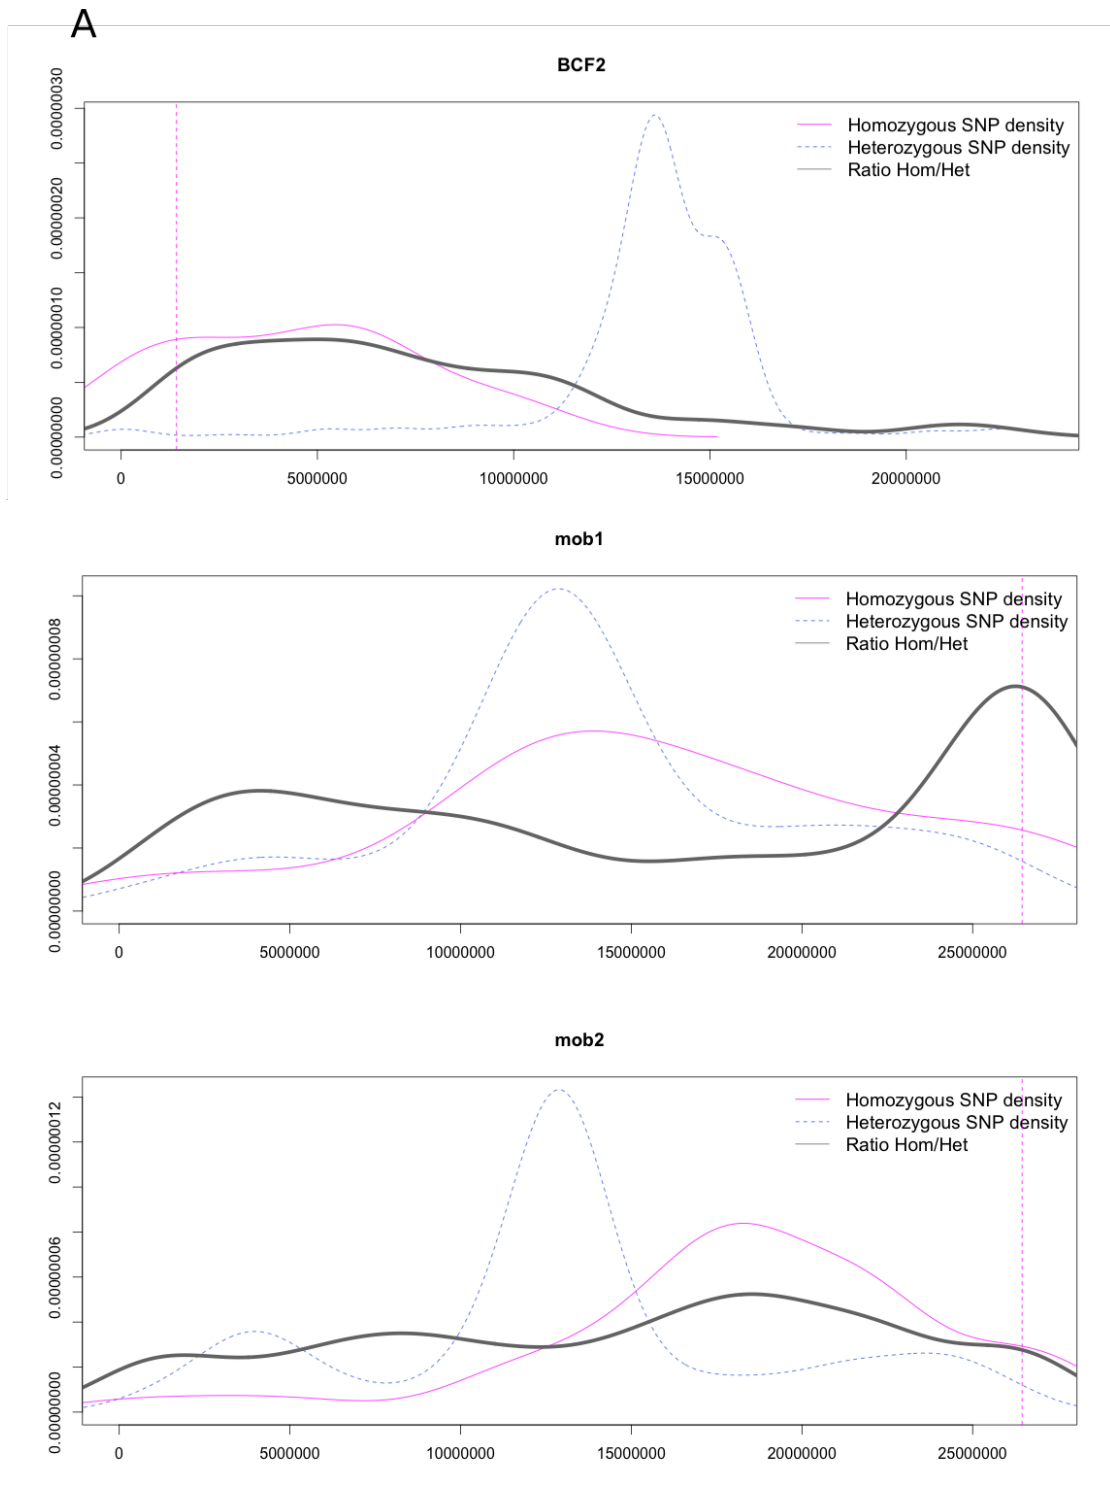 A
BCF2
0.00000000 0.00000010 0.00000020 0.00000030
Homozygous SNP density
Heterozygous SNP density
Ratio Hom/Het
0 5000000 10000000 15000000 20000000
mob1
0.00000000 0.00000004 0.00000008
Homozygous SNP density
Heterozygous SNP density
Ratio Hom/Het
0 5000000 10000000 15000000 20000000 25000000
mob2
0.00000000 0.00000006 0.00000012
Homozygous SNP density
Heterozygous SNP density
Ratio Hom/Het
0 5000000 10000000 15000000 20000000 25000000